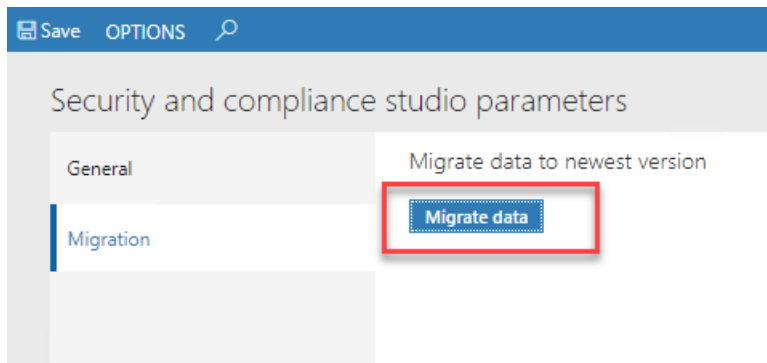 Save OPTIONS
Security and compliance studio parameters
General
Migrate data to newest version
Migrate data
Migration